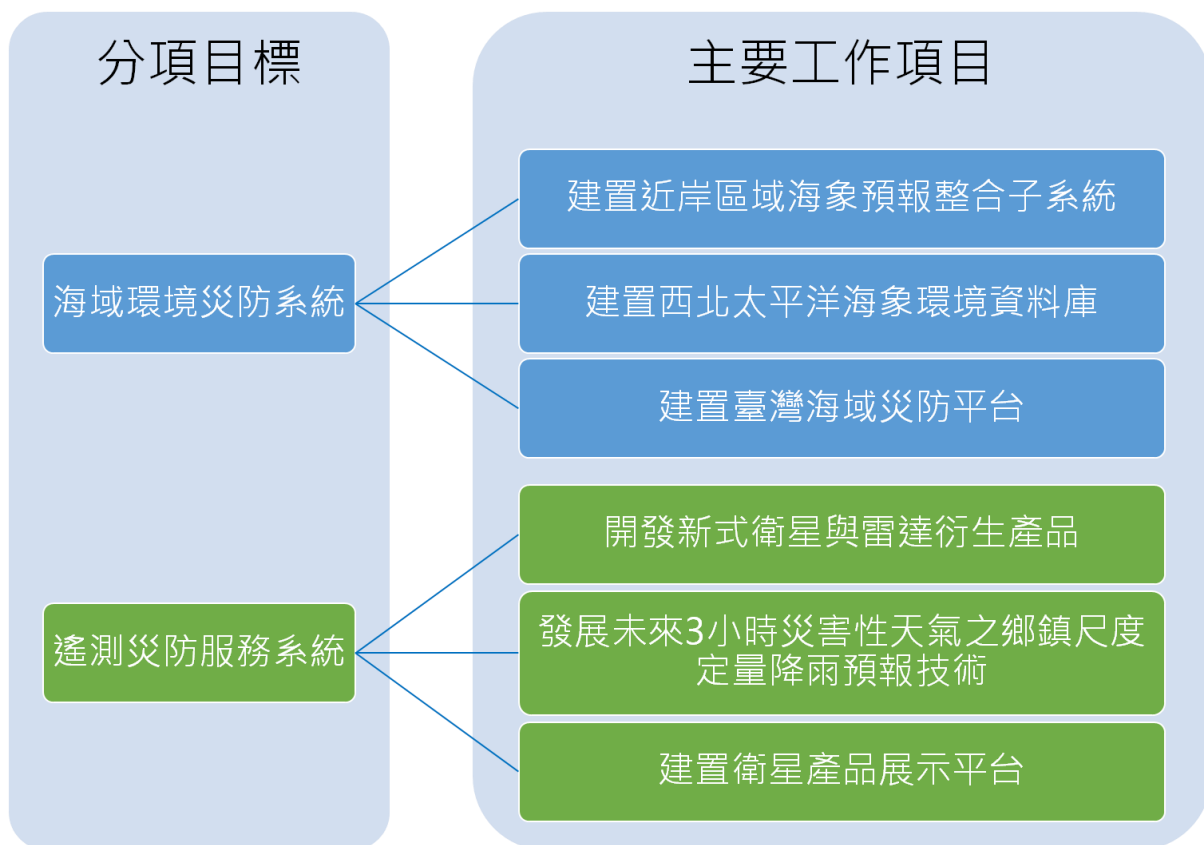 分項目標
主要工作項目
海域環境災防系統
建置近岸區域海象預報整合子系統
建置西北太平洋海象環境資料庫
建置臺灣海域災防平台
遙測災防服務系統
開發新式衛星與雷達衍生產品
發展未來3小時災害性天氣之鄉鎮尺度
定量降雨預報技術
建置衛星產品展示平台